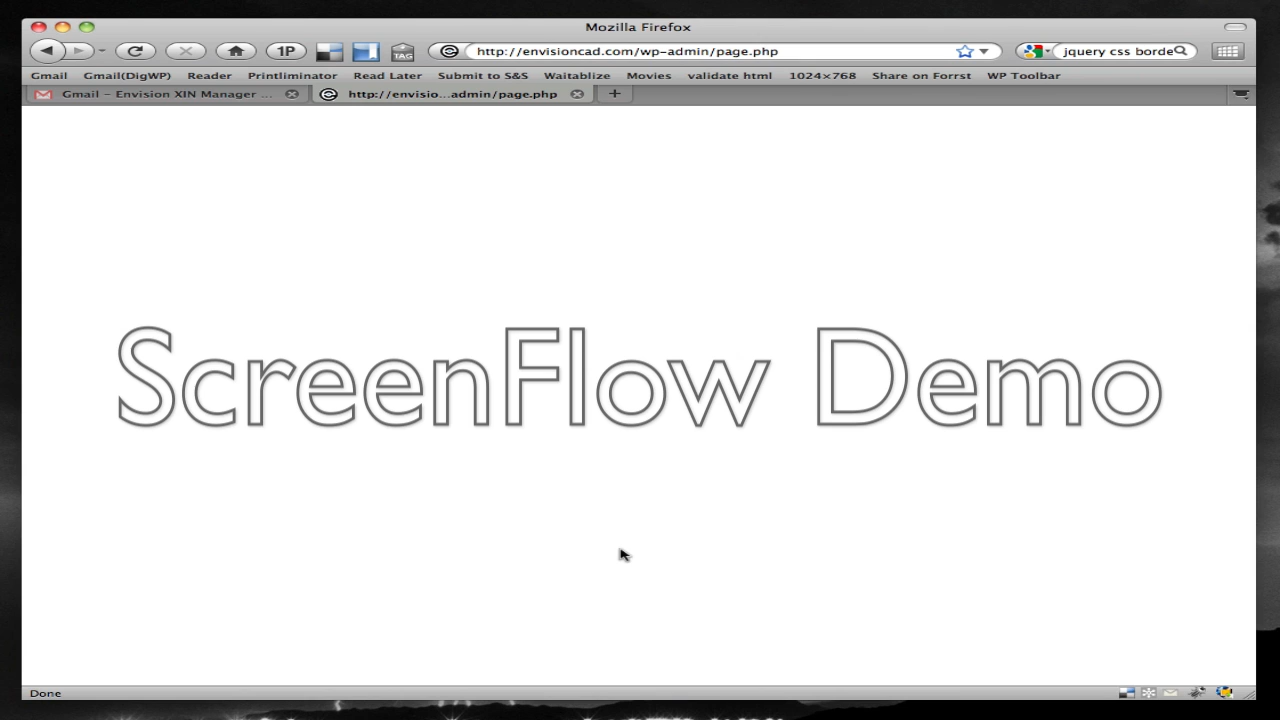 Mozilla Firefox
1P
TAG
http://envisioncad.com/wp-admin/page.php
jquery css borde
Gmail Gmail(DigWP) Reader Printliminator Read Later Submit to S&S Waitablize Movies validate html 1024×768 Share on Forrst WP Toolbar
Gmail – Envision XIN Manager ... http://envisio...admin/page.php +
ScreenFlow Demo
Done